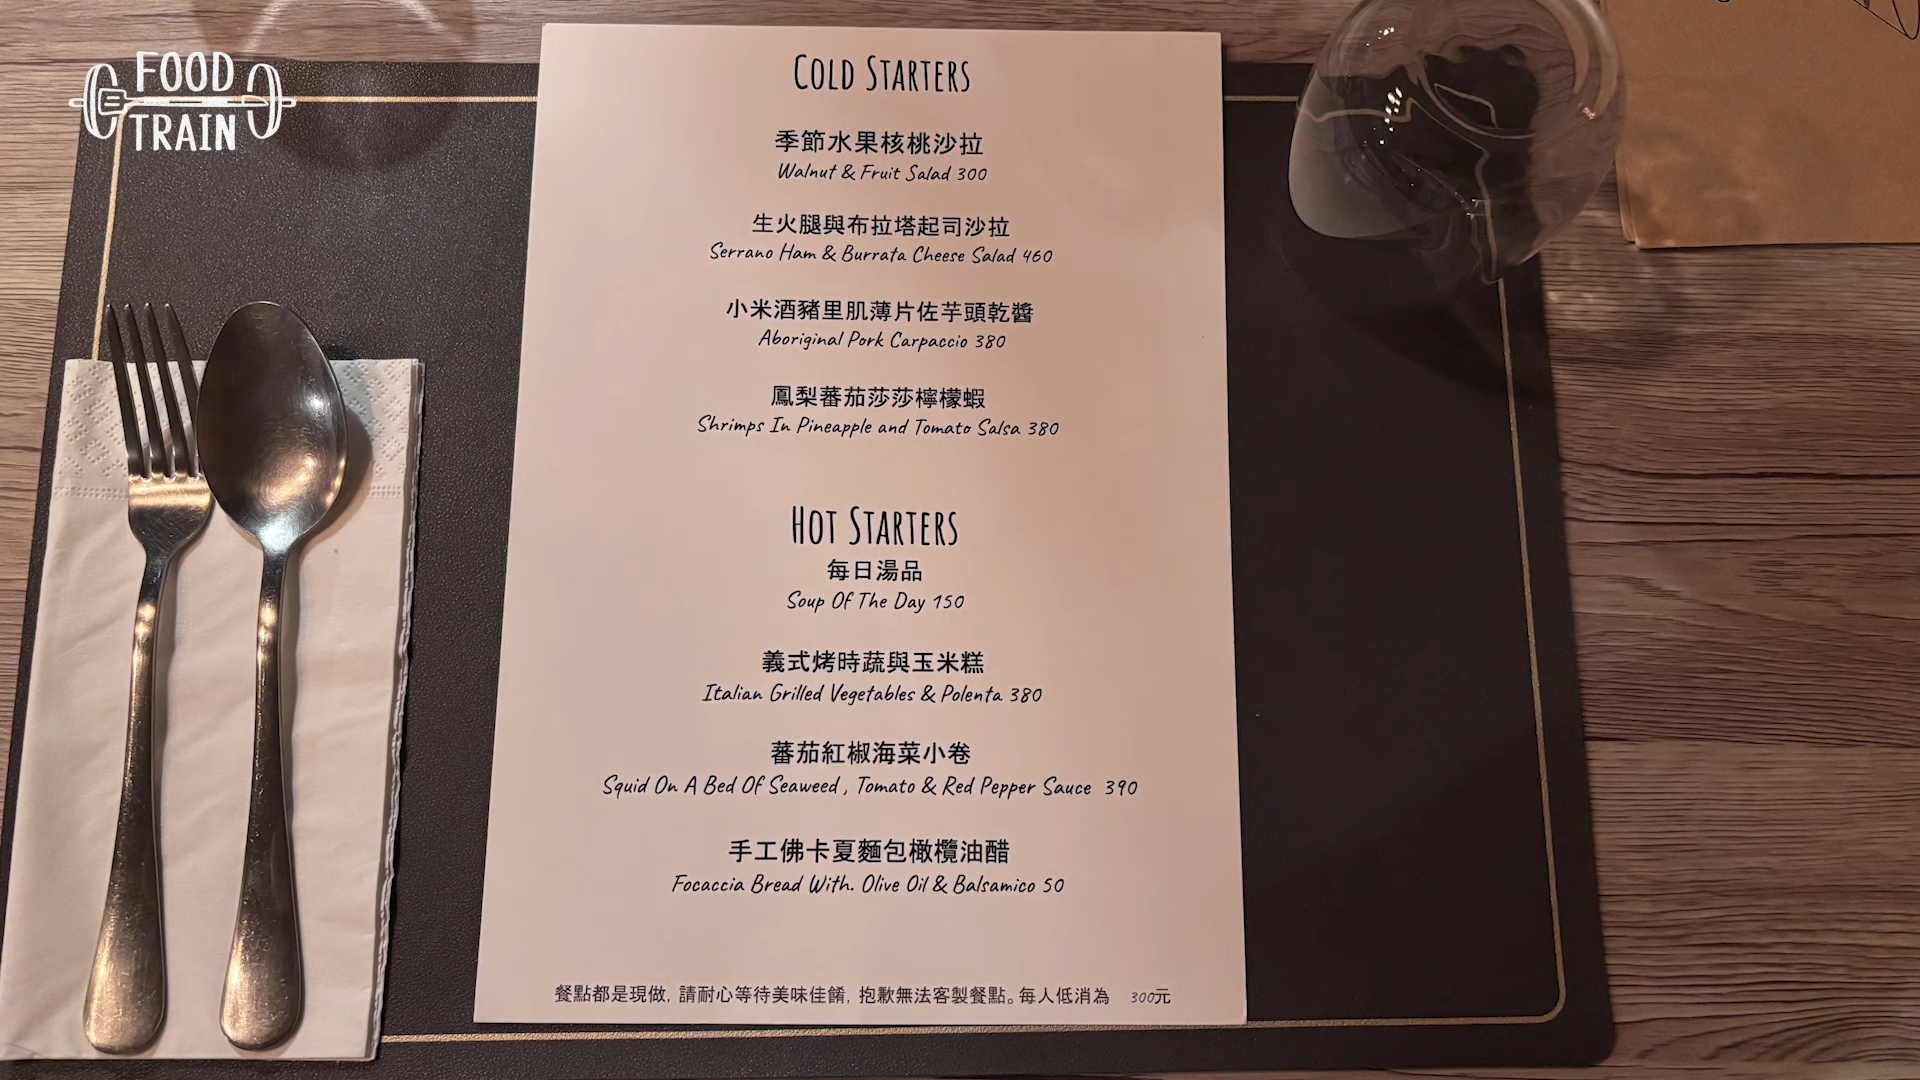 FOOD
TRAIN
COLD STARTERS
季節水果核桃沙拉
Walnut & Fruit Salad 300
生火腿與布拉塔起司沙拉
Serrano Ham & Burrata Cheese Salad 460
小米酒豬里肌薄片佐芋頭乾醬
Aboriginal Pork Carpaccio 380
鳳梨蕃茄莎莎檸檬蝦
Shrimps In Pineapple and Tomato Salsa 380
HOT STARTERS
每日湯品
Soup Of The Day 150
義式烤時蔬與玉米糕
Italian Grilled Vegetables & Polenta 380
蕃茄紅椒海菜小卷
Squid On A Bed Of Seaweed , Tomato & Red Pepper Sauce 390
手工佛卡夏麵包橄欖油醋
Focaccia Bread With. Olive Oil & Balsamico 50
餐點都是現做, 請耐心等待美味佳餚, 抱歉無法客製餐點。每人低消為 300元